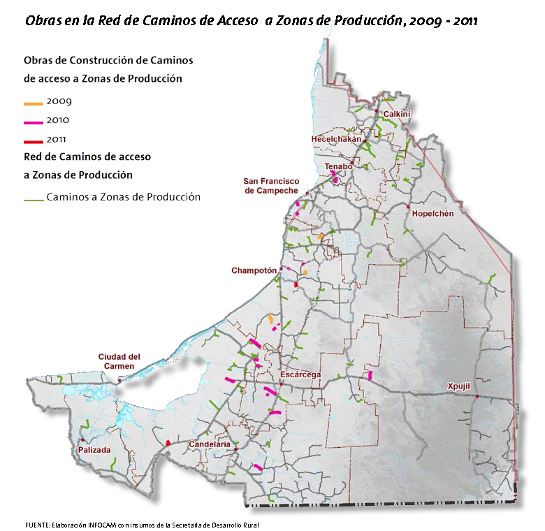 Obras en la Red de Caminos de Acceso a Zonas de Producción, 2009 - 2011
Obras de Construcción de Caminos
de acceso a Zonas de Producción
2009
2010
2011
Red de Caminos de acceso
a Zonas de Producción
Caminos a Zonas de Producción
Calkiní
Hecelchakán
Tenabo
San Francisco
de Campeche
Hopelchén
Champotón
Ciudad del
Carmen
Escárcega
Xpujil
Candelaria
Palizada
FUENTE: Elaboración INFOCAM con insumos de la Secretaría de Desarrollo Rural